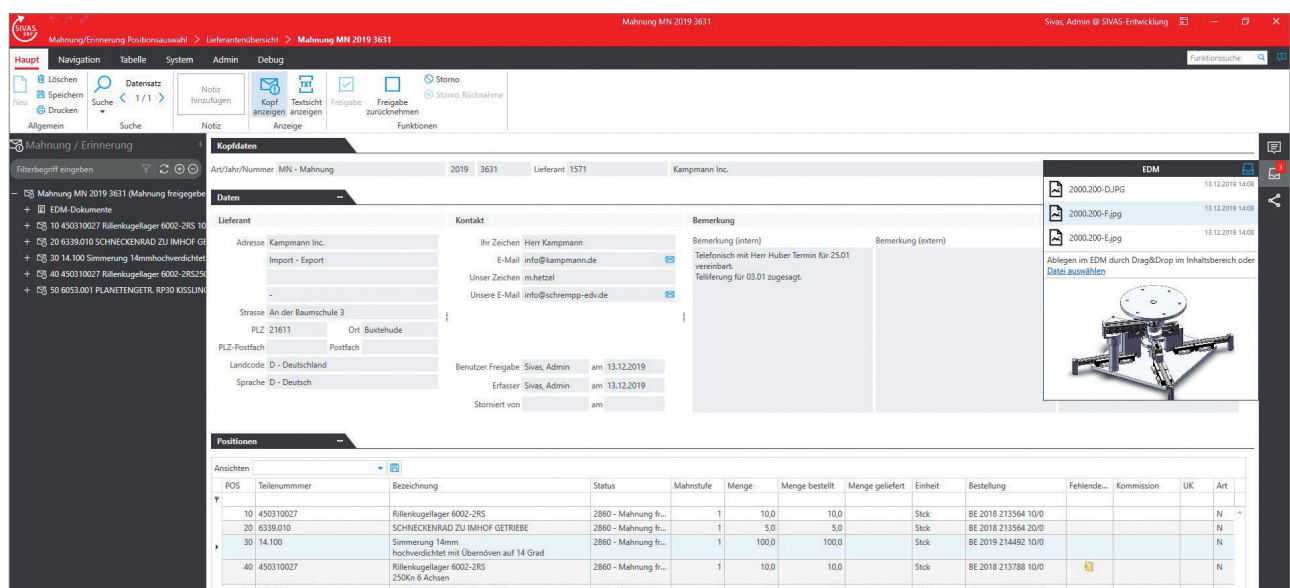 SIVAS ERP
Mahnung MN 2019 3631
Sivas, Admin @ SIVAS-Entwicklung
Mahnung/Erinnerung Positionsauswahl > Lieferantenübersicht > Mahnung MN 2019 3631
Haupt Navigation Tabelle System Admin Debug
Funktionssuche
Neu
Löschen
Speichern
Drucken
Allgemein
Suche
Datensatz
1 / 1
Suche
Notiz hinzufügen
Notiz
Kopf anzeigen
TXT
Textsicht anzeigen
Anzeige
Freigabe
Freigabe zurücknehmen
Storno
Storno Rücknahme
Funktionen
Mahnung / Erinnerung
Filterbegriff eingeben
Mahnung MN 2019 3631 (Mahnung freigegebe
EDM-Dokumente
10 450310027 Rillenkugellager 6002-2RS 10
20 6339.010 SCHNECKENRAD ZU IMHOF GE
30 14.100 Simmerung 14mmhochverdichtet
40 450310027 Rillenkugellager 6002-2RS250
50 6053.001 PLANETENGETR. RP30 KISSLING
Kopfdaten
Art/Jahr/Nummer MN - Mahnung 2019 3631 Lieferant 1571 Kampmann Inc.
Daten
Lieferant
Adresse Kampmann Inc.
Import - Export
-
Strasse An der Baumschule 3
PLZ 21611 Ort Buxtehude
PLZ-Postfach Postfach
Landcode D - Deutschland
Sprache D - Deutsch
Kontakt
Ihr Zeichen Herr Kampmann
E-Mail info@kampmann.de
Unser Zeichen m.hetzel
Unsere E-Mail info@schrempp-edv.de
Benutzer Freigabe Sivas, Admin am 13.12.2019
Erfasser Sivas, Admin am 13.12.2019
Storniert von am
Bemerkung
Bemerkung (intern) Bemerkung (extern)
Telefonisch mit Herr Huber Termin für 25.01
vereinbart.
Telliferung für 03.01 zugesagt.
EDM
3
2000.200-D.JPG 13.12.2019 14:08
2000.200-F.jpg 13.12.2019 14:08
2000.200-E.jpg 13.12.2019 14:08
Ablegen im EDM durch Drag&Drop im Inhaltsbereich oder
Datei auswählen
Positionen
Ansichten
POS Teilenummmer Bezeichnung Status Mahnstufe Menge Menge bestellt Menge geliefert Einheit Bestellung Fehlende... Kommission UK Art
10 450310027 Rillenkugellager 6002-2RS 2860 - Mahnung fr... 1 10,0 10,0 Stck BE 2018 213564 10/0 N
20 6339.010 SCHNECKENRAD ZU IMHOF GETRIEBE 2860 - Mahnung fr... 1 5,0 5,0 Stck BE 2018 213564 20/0 N
30 14.100 Simmerung 14mm 2860 - Mahnung fr... 1 100,0 100,0 Stck BE 2019 214492 10/0 N
hochverdichtet mit Übernöven auf 14 Grad
40 450310027 Rillenkugellager 6002-2RS 2860 - Mahnung fr... 1 10,0 10,0 Stck BE 2018 213788 10/0 N
250Kn 6 Achsen